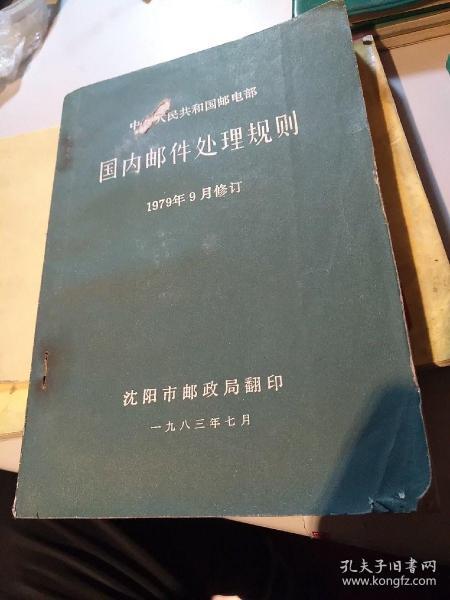 中 人民共和国邮电部
国内邮件处理规则
1979年9月修订
沈阳市邮政局翻印
一九八三年七月
孔夫子旧书网
www.kongfz.com